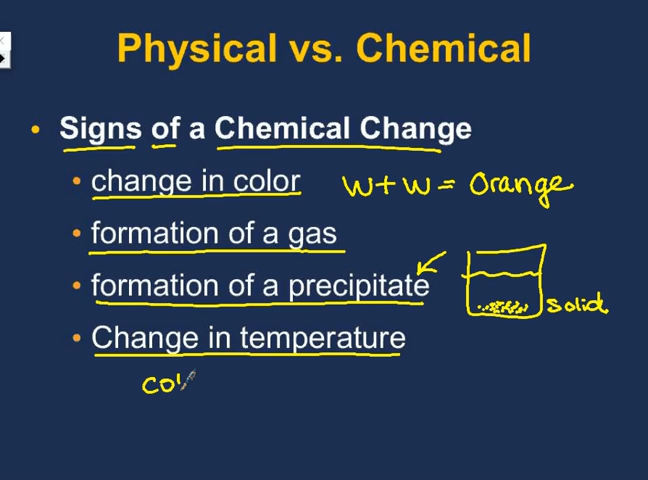 Physical vs. Chemical
• Signs of a Chemical Change
• change in color W + W = Orange
• formation of a gas
• formation of a precipitate
solid
• Change in temperature